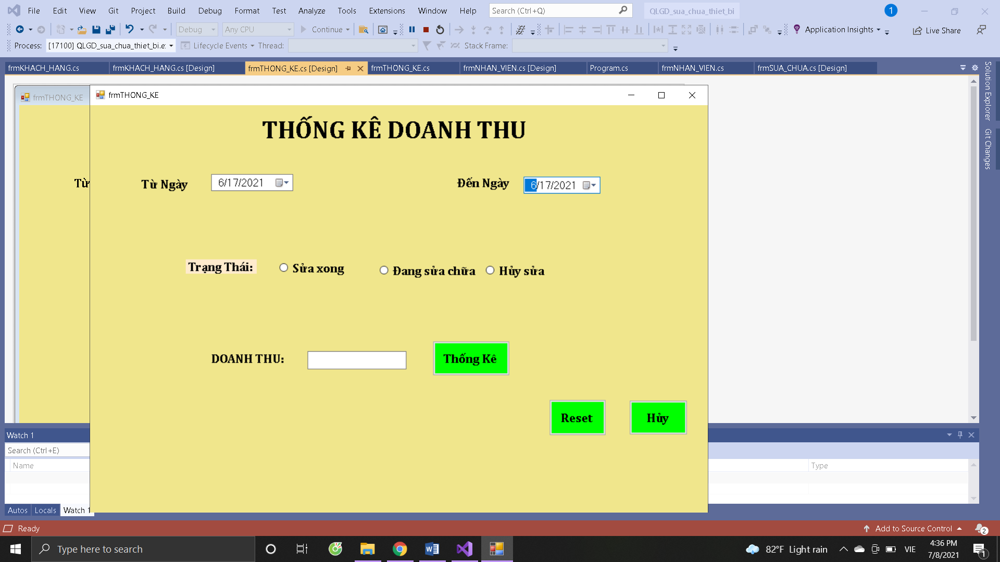 File Edit View Git Project Build Debug Format Test Analyze Tools Extensions Window Help Search (Ctrl+Q) QLGD_sua_chua_thiet_bi 1
Debug Any CPU Continue Application Insights Live Share
Process: [17100] QLGD_sua_chua_thiet_bi.e: Lifecycle Events Thread: Stack Frame:
frmKHACH_HANG.cs frmKHACH_HANG.cs [Design] frmTHONG_KE.cs [Design] frmTHONG_KE.cs frmNHAN_VIEN.cs [Design] Program.cs frmNHAN_VIEN.cs frmSUA_CHUA.cs [Design]
Solution Explorer
Git Changes
frmTHONG_KE
frmTHONG_KE
THỐNG KÊ DOANH THU
Từ
Từ Ngày 6/17/2021 Đến Ngày 6/17/2021
Trạng Thái: Sửa xong Đang sửa chữa Hủy sửa
DOANH THU: Thống Kê
Reset Hủy
Watch 1
Search (Ctrl+E)
Name Type
Autos Locals Watch 1
Ready Add to Source Control 2
Type here to search 82°F Light rain VIE 4:36 PM
7/8/2021 1